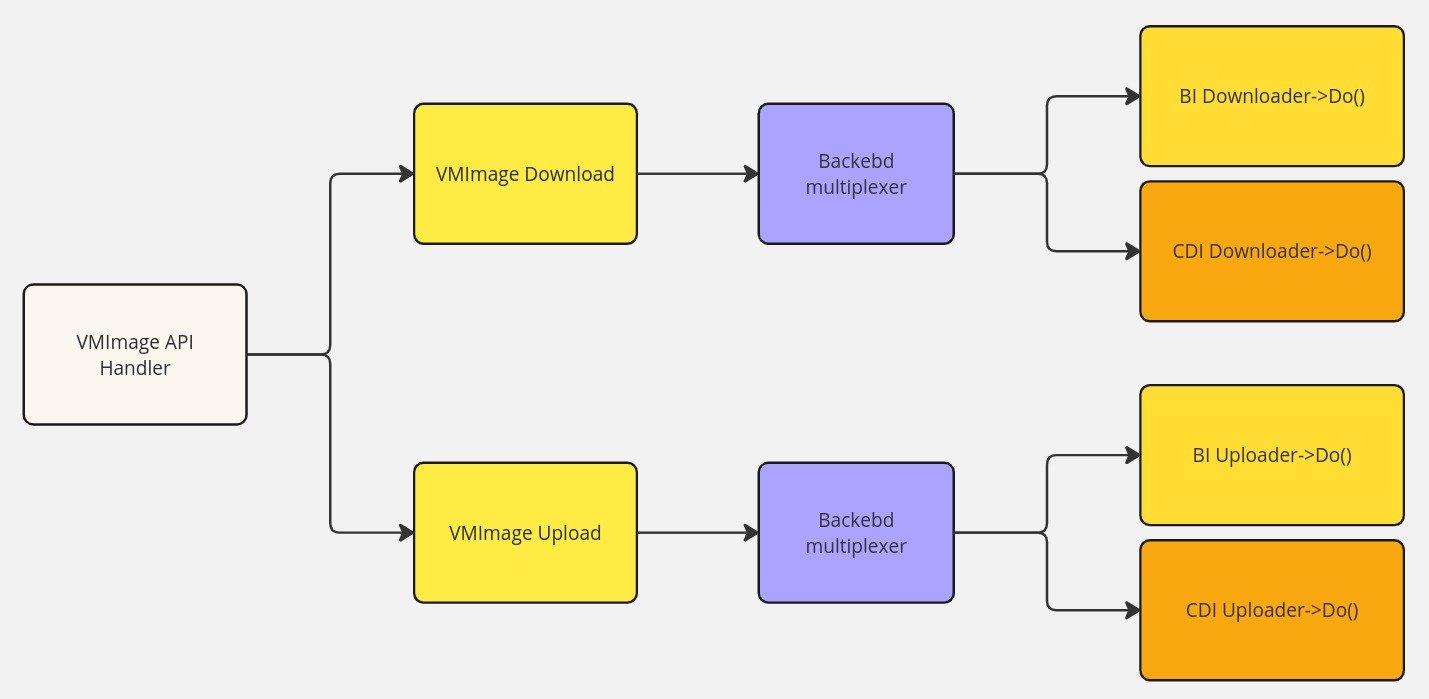 VMImage API
Handler
VMImage Download
Backebd
multiplexer
BI Downloader->Do()
CDI Downloader->Do()
VMImage Upload
Backebd
multiplexer
BI Uploader->Do()
CDI Uploader->Do()